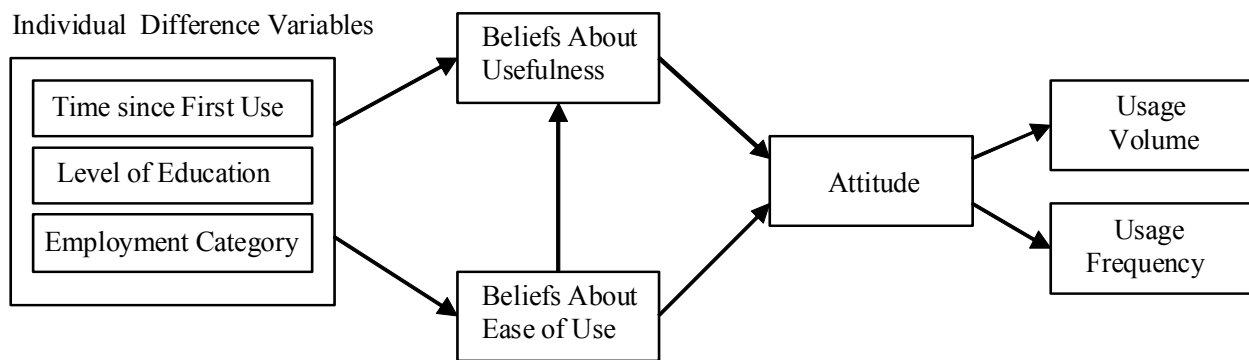 Individual Difference Variables
Time since First Use
Level of Education
Employment Category
Beliefs About
Usefulness
Beliefs About
Ease of Use
Attitude
Usage
Volume
Usage
Frequency